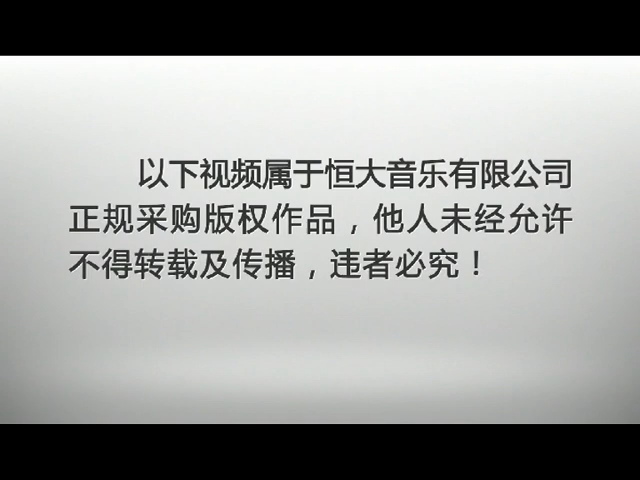 以下视频属于恒大音乐有限公司
正规采购版权作品，他人未经允许
不得转载及传播，违者必究！